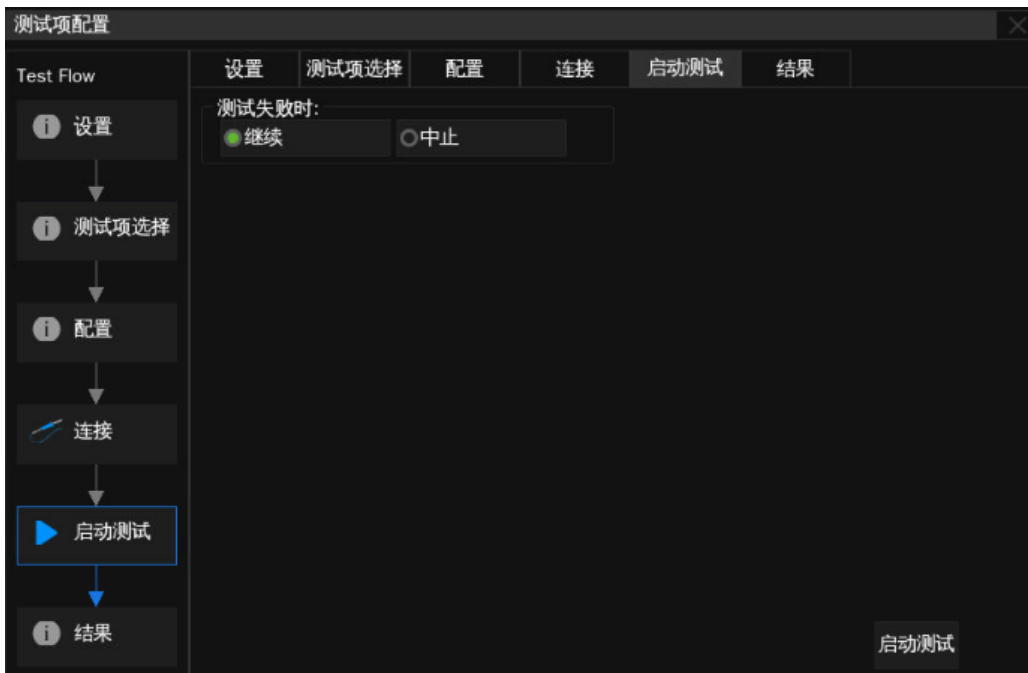 测试项配置
Test Flow
设置
测试项选择
配置
连接
启动测试
结果
设置 测试项选择 配置 连接 启动测试 结果
测试失败时:
继续 中止
启动测试